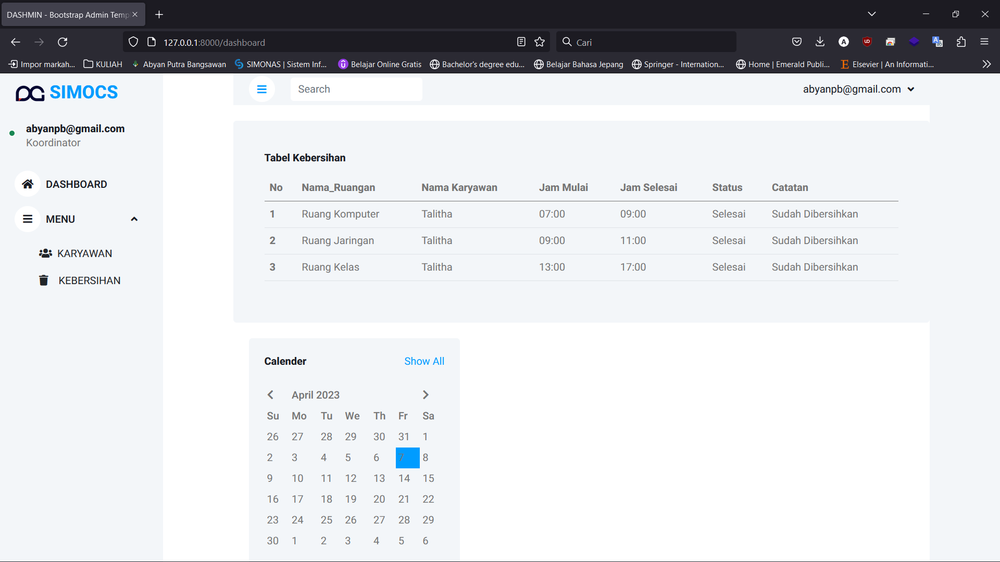 DASHMIN - Bootstrap Admin Temp
127.0.0.1:8000/dashboard
Cari
Impor markah...
KULIAH
Abyan Putra Bangsawan
SIMONAS | Sistem Inf...
Belajar Online Gratis
Bachelor's degree edu...
Belajar Bahasa Jepang
Springer - Internation...
Home | Emerald Publi...
Elsevier | An Informati...
SIMOCS
Search
abyanpb@gmail.com
abyanpb@gmail.com
Koordinator
DASHBOARD
MENU
KARYAWAN
KEBERSIHAN
Tabel Kebersihan
No Nama_Ruangan Nama Karyawan Jam Mulai Jam Selesai Status Catatan
1 Ruang Komputer Talitha 07:00 09:00 Selesai Sudah Dibersihkan
2 Ruang Jaringan Talitha 09:00 11:00 Selesai Sudah Dibersihkan
3 Ruang Kelas Talitha 13:00 17:00 Selesai Sudah Dibersihkan
Calender Show All
April 2023
Su Mo Tu We Th Fr Sa
26 27 28 29 30 31 1
2 3 4 5 6 7 8
9 10 11 12 13 14 15
16 17 18 19 20 21 22
23 24 25 26 27 28 29
30 1 2 3 4 5 6